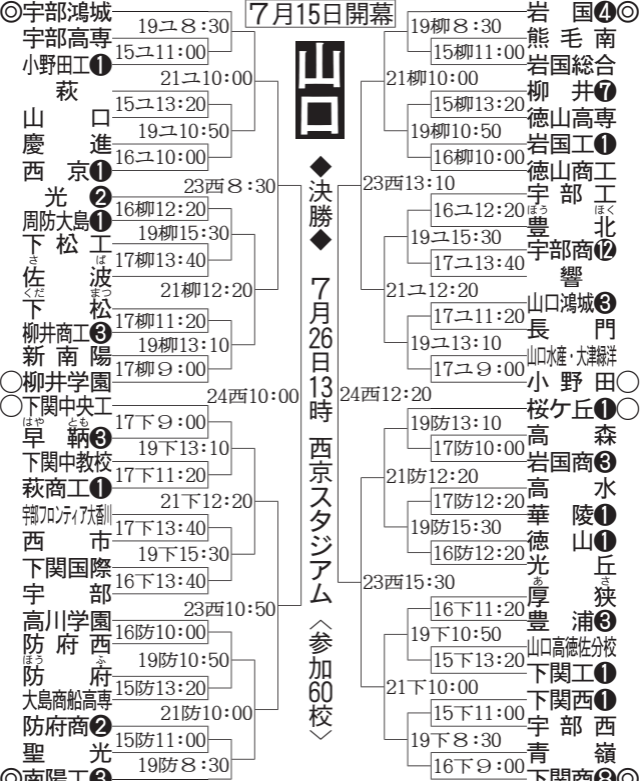 7月15日開幕
山口
◆決勝◆ 7月26日13時 西京スタジアム〈参加60校〉
◎宇部鴻城
宇部高専
小野田工❶
萩
山口
慶進
西京❶
光❷
周防大島❶
下松工
佐波
さば
下松
くだまつ
柳井商工❸
新南陽
○柳井学園
○下関中央工
早鞆❸
はやとも
下関中教校
萩商工❶
宇部フロンティア大香川
西市
下関国際
宇部
高川学園
防府西
防府
ほうふ
大島商船高専
防府商❷
聖光
◎南陽工❸
19ユ8:30
15ユ11:00
21ユ10:00
15ユ13:20
19ユ10:50
16ユ10:00
23西8:30
16柳12:20
19柳15:30
17柳13:40
21柳12:20
17柳11:20
19柳13:10
17柳9:00
24西10:00
17下9:00
19下13:10
17下11:20
21下12:20
17下13:40
19下15:30
16下13:40
23西10:50
16防10:00
19防10:50
15防13:20
21防10:00
15防11:00
19防8:30
岩国❹◎
熊毛南
岩国総合
柳井❼
徳山高専
岩国工❶
徳山商工
宇部工
豊北
ほうほく
宇部商⓬
響
山口鴻城❸
長門
山口水産・大津緑洋
小野田○
桜ケ丘❶○
高森
岩国商❸
高水
華陵❶
徳山❶
光丘
厚狭
あさ
豊浦❸
山口高徳佐分校
下関工❶
下関西❶
宇部西
青嶺
下関商❽◎
19柳8:30
15柳11:00
21柳10:00
15柳13:20
19柳10:50
16柳10:00
23西13:10
16ユ12:20
19ユ15:30
17ユ13:40
21ユ12:20
17ユ11:20
19ユ13:10
17ユ9:00
24西12:20
19防13:10
17防10:00
21防12:20
17防12:20
19防15:30
16防12:20
23西15:30
16下11:20
19下10:50
15下13:20
21下10:00
15下11:00
19下8:30
16下9:00